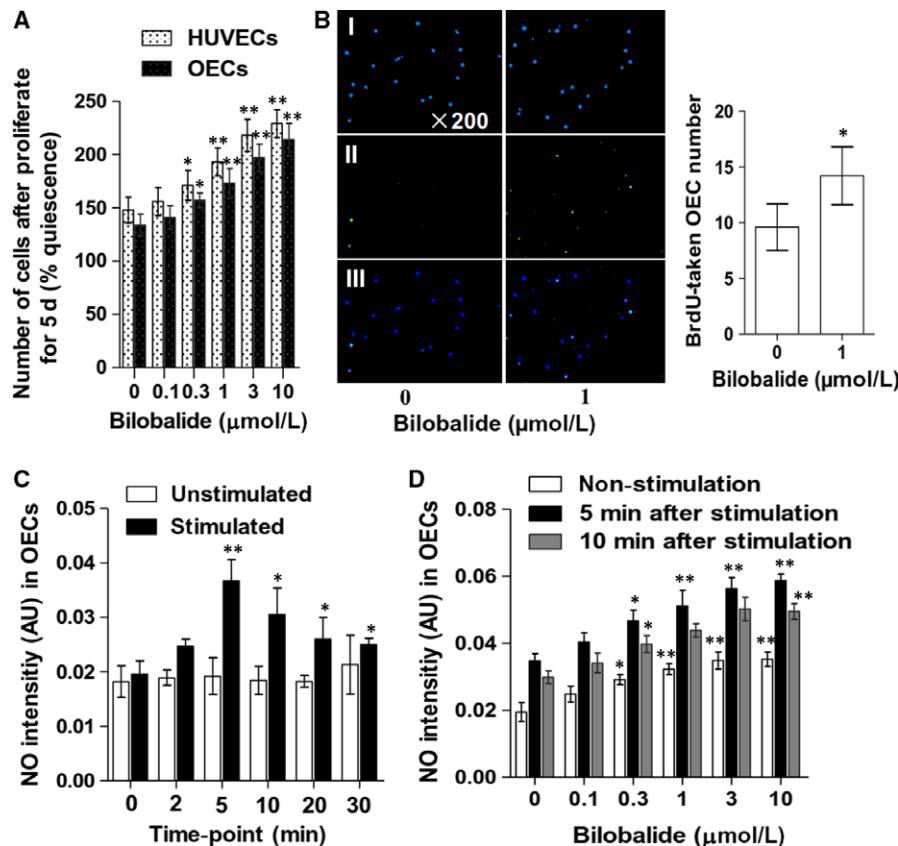 A
HUVECs
OECs
Number of cells after proliferate
for 5 d (% quiescence)
250
200
150
100
50
0
* ** ** **
* ** ** **
0 0.1 0.3 1 3 10
Bilobalide (μmol/L)
B
I
×200
II
III
0 1
Bilobalide (μmol/L)
BrdU-taken OEC number
20
15
10
5
0
*
0 1
Bilobalide (μmol/L)
C
Unstimulated
Stimulated
NO intensitiy (AU) in OECs
0.05
0.04
0.03
0.02
0.01
0.00
** * * *
0 2 5 10 20 30
Time-point (min)
D
Non-stimulation
5 min after stimulation
10 min after stimulation
NO intensitiy (AU) in OECs
0.08
0.06
0.04
0.02
0.00
* ** ** **
* **
* ** ** **
0 0.1 0.3 1 3 10
Bilobalide (μmol/L)